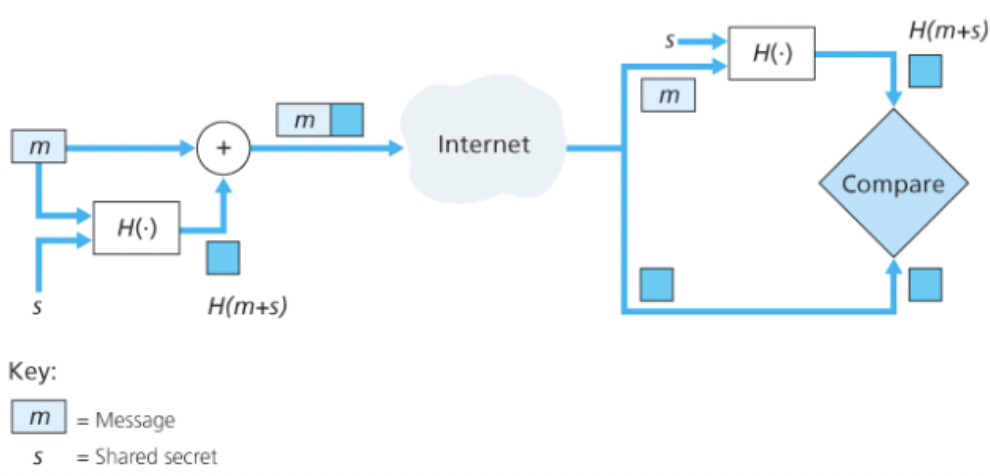 m
s
H(·)
H(m+s)
+
m
Internet
s
m
H(·)
H(m+s)
Compare
Key:
m = Message
s = Shared secret